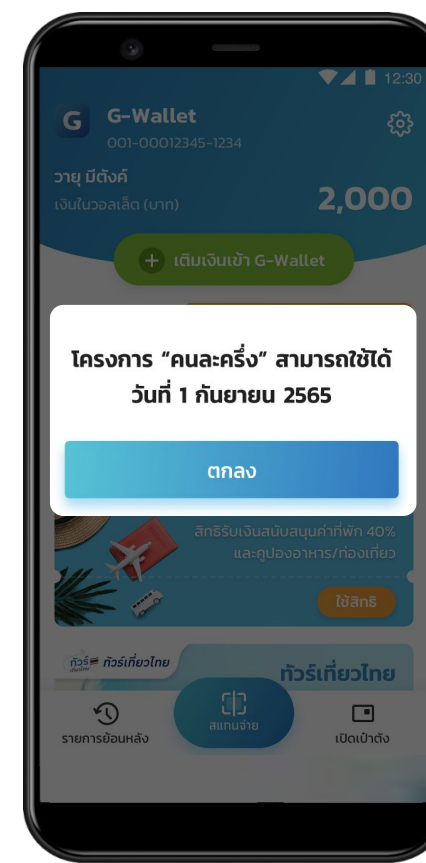 12:30
G G-Wallet
001-00012345-1234
วายุ มีตังค์
เงินในวอลเล็ต (บาท)
2,000
+ เติมเงินเข้า G-Wallet
โครงการ “คนละครึ่ง” สามารถใช้ได้
วันที่ 1 กันยายน 2565
ตกลง
สิทธิรับเงินสนับสนุนค่าที่พัก 40%
และคูปองอาหาร/ท่องเที่ยว
ใช้สิทธิ
ทัวร์เที่ยวไทย
ทัวร์เที่ยวไทย
สแกนจ่าย
รายการย้อนหลัง
เปิดเป๋าตัง